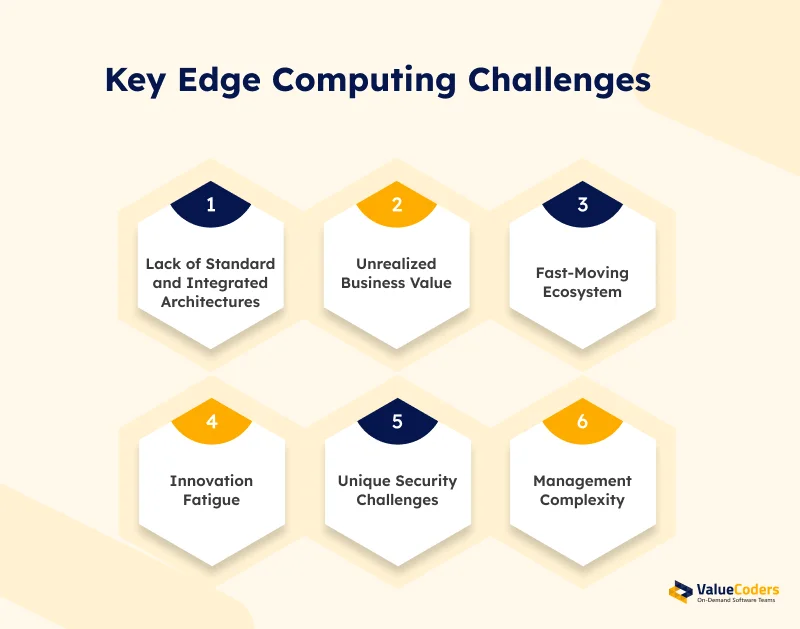 Key Edge Computing Challenges
1
Lack of Standard
and Integrated
Architectures
2
Unrealized
Business Value
3
Fast-Moving
Ecosystem
4
Innovation
Fatigue
5
Unique Security
Challenges
6
Management
Complexity
ValueCoders
On-Demand Software Teams